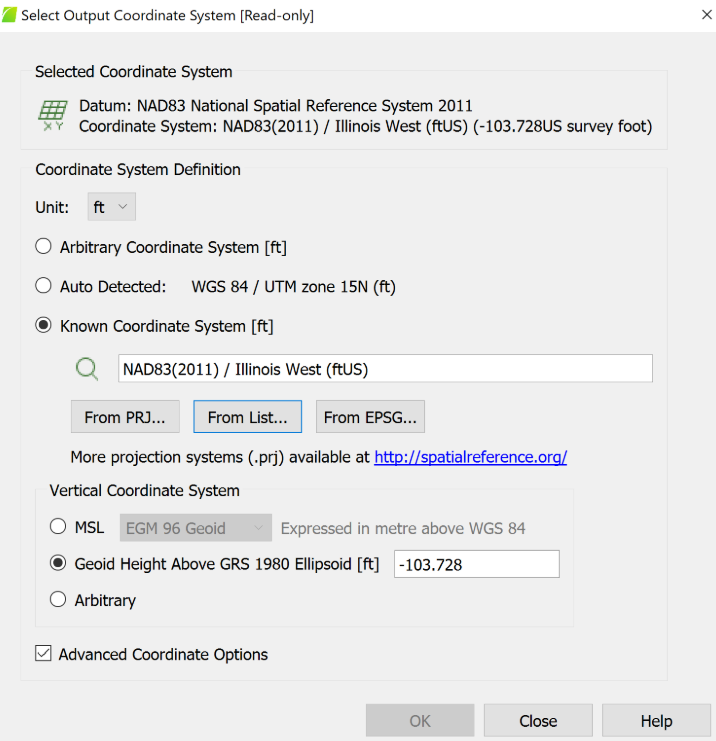 Select Output Coordinate System [Read-only]
Selected Coordinate System
Datum: NAD83 National Spatial Reference System 2011
X Y
Coordinate System: NAD83(2011) / Illinois West (ftUS) (-103.728US survey foot)
Coordinate System Definition
Unit: ft
Arbitrary Coordinate System [ft]
Auto Detected: WGS 84 / UTM zone 15N (ft)
Known Coordinate System [ft]
NAD83(2011) / Illinois West (ftUS)
From PRJ... From List... From EPSG...
More projection systems (.prj) available at http://spatialreference.org/
Vertical Coordinate System
MSL EGM 96 Geoid Expressed in metre above WGS 84
Geoid Height Above GRS 1980 Ellipsoid [ft] -103.728
Arbitrary
Advanced Coordinate Options
OK Close Help